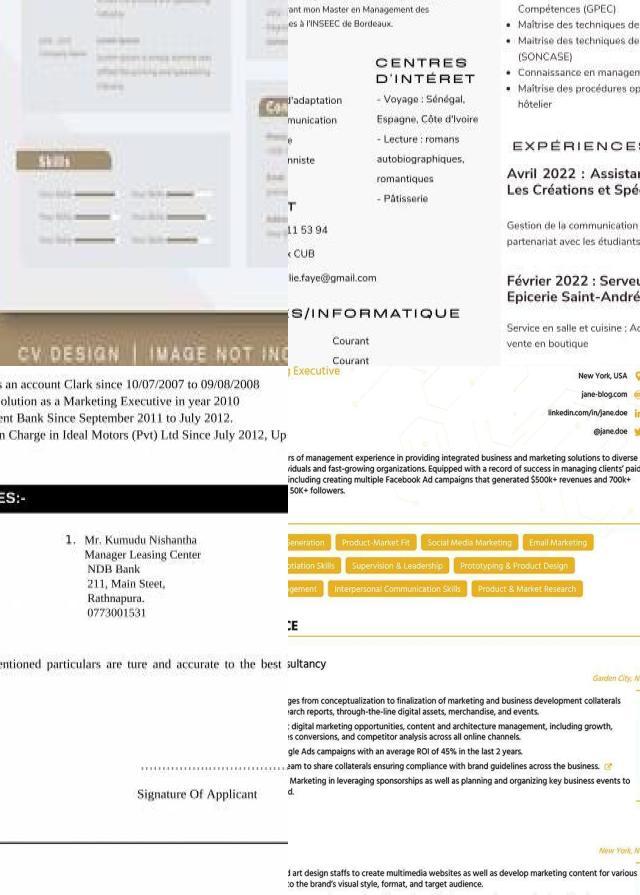 Skills
CV DESIGN | IMAGE NOT INC
ant mon Master en Management des
es à l'INSEEC de Bordeaux.
CENTRES
D'INTÉRET
d'adaptation
munication
e
nniste
- Voyage : Sénégal,
Espagne, Côte d'Ivoire
- Lecture : romans
autobiographiques,
romantiques
- Pâtisserie
T
11 53 94
x CUB
lie.faye@gmail.com
S/INFORMATIQUE
Courant
Courant
Compétences (GPEC)
• Maîtrise des techniques de
• Maitrise des techniques de
(SONCASE)
• Connaissance en managem
• Maîtrise des procédures op
hôtelier
EXPÉRIENCES
Avril 2022 : Assistan
Les Créations et Spé
Gestion de la communication
partenariat avec les étudiants
Février 2022 : Serveu
Epicerie Saint-André
Service en salle et cuisine ; Ac
vente en boutique
s an account Clark since 10/07/2007 to 09/08/2008
olution as a Marketing Executive in year 2010
ent Bank Since September 2011 to July 2012.
n Charge in Ideal Motors (Pvt) Ltd Since July 2012, Up
ES:-
1. Mr. Kumudu Nishantha
Manager Leasing Center
NDB Bank
211, Main Steet,
Rathnapura.
0773001531
entioned particulars are ture and accurate to the best
Signature Of Applicant
g Executive
New York, USA
jane-blog.com
linkedin.com/in/jane.doe
@jane.doe
rs of management experience in providing integrated business and marketing solutions to diverse
viduals and fast-growing organizations. Equipped with a record of success in managing clients' paid
including creating multiple Facebook Ad campaigns that generated $500k+ revenues and 700k+
50K+ followers.
eneration Product-Market Fit Social Media Marketing Email Marketing
otiation Skills Supervision & Leadership Prototyping & Product Design
gement Interpersonal Communication Skills Product & Market Research
CE
sultancy
Garden City, N
ges from conceptualization to finalization of marketing and business development collaterals
earch reports, through-the-line digital assets, merchandise, and events.
t digital marketing opportunities, content and architecture management, including growth,
es conversions, and competitor analysis across all online channels.
gle Ads campaigns with an average ROI of 45% in the last 2 years.
eam to share collaterals ensuring compliance with brand guidelines across the business.
Marketing in leveraging sponsorships as well as planning and organizing key business events to
d.
New York, N
d art design staffs to create multimedia websites as well as develop marketing content for various
to the brand's visual style, format, and target audience.